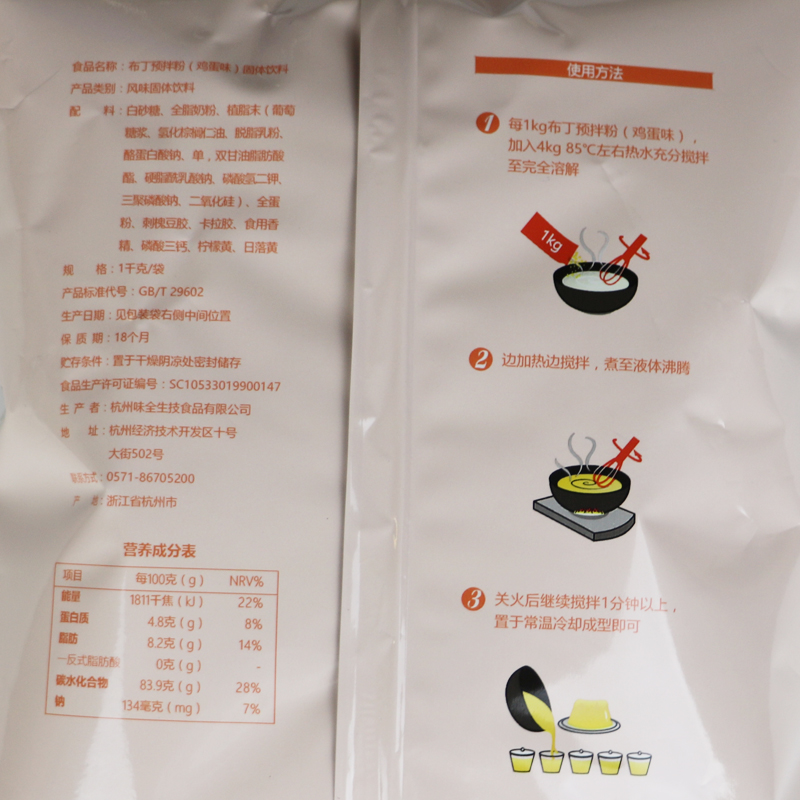 食品名称：布丁预拌粉（鸡蛋味）固体饮料
产品类别：风味固体饮料
配 料：白砂糖、全脂奶粉、植脂末（葡萄
糖浆、氢化棕榈仁油、脱脂乳粉、
酪蛋白酸钠、单，双甘油脂肪酸
酯、硬脂酰乳酸钠、磷酸氢二钾、
三聚磷酸钠、二氧化硅）、全蛋
粉、刺槐豆胶、卡拉胶、食用香
精、磷酸三钙、柠檬黄、日落黄
规 格：1千克/袋
产品标准代号：GB/T 29602
生产日期：见包装袋右侧中间位置
保 质 期：18个月
贮存条件：置于干燥阴凉处密封储存
食品生产许可证编号：SC10533019900147
生 产 者：杭州味全生技食品有限公司
地 址：杭州经济技术开发区十号
大街502号
联系方式：0571-86705200
产 地：浙江省杭州市
营养成分表
项目 每100克（g） NRV%
能量 1811千焦（kJ） 22%
蛋白质 4.8克（g） 8%
脂肪 8.2克（g） 14%
—反式脂肪酸 0克（g） -
碳水化合物 83.9克（g） 28%
钠 134毫克（mg） 7%
使用方法
1 每1kg布丁预拌粉（鸡蛋味），
加入4kg 85℃左右热水充分搅拌
至完全溶解
1kg
2 边加热边搅拌，煮至液体沸腾
3 关火后继续搅拌1分钟以上，
置于常温冷却成型即可